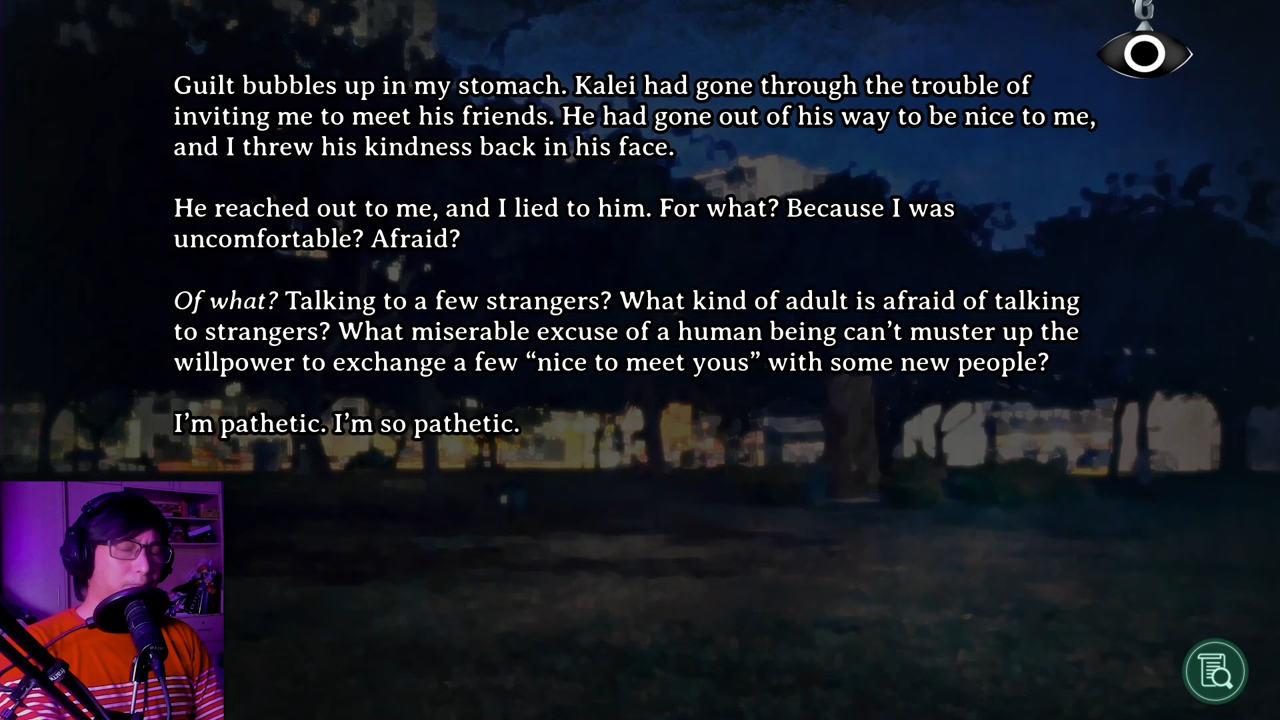 Guilt bubbles up in my stomach. Kalei had gone through the trouble of
inviting me to meet his friends. He had gone out of his way to be nice to me,
and I threw his kindness back in his face.
He reached out to me, and I lied to him. For what? Because I was
uncomfortable? Afraid?
Of what? Talking to a few strangers? What kind of adult is afraid of talking
to strangers? What miserable excuse of a human being can’t muster up the
willpower to exchange a few “nice to meet yous” with some new people?
I’m pathetic. I’m so pathetic.